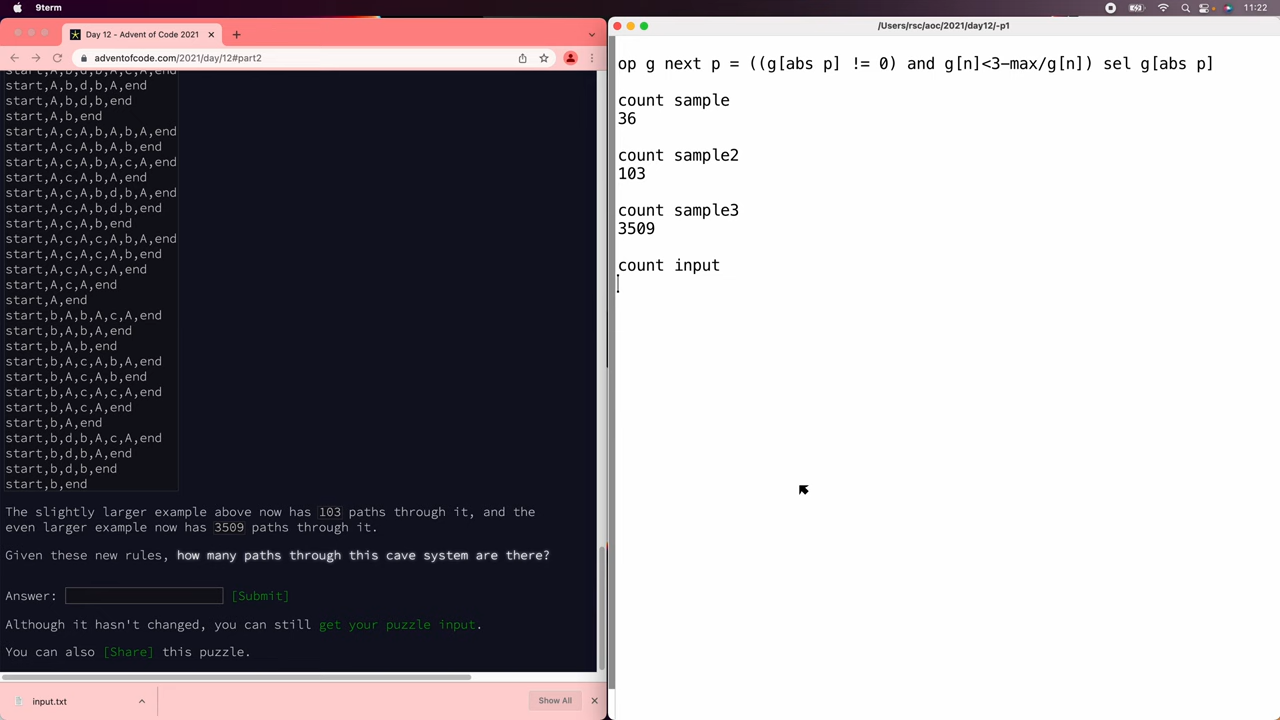 9term
11:22
Day 12 - Advent of Code 2021
adventofcode.com/2021/day/12#part2
start,A,b,A,c,A,end
start,A,b,d,b,A,end
start,A,b,d,b,end
start,A,b,end
start,A,c,A,b,A,b,A,end
start,A,c,A,b,A,b,end
start,A,c,A,b,A,c,A,end
start,A,c,A,b,A,end
start,A,c,A,b,d,b,A,end
start,A,c,A,b,d,b,end
start,A,c,A,b,end
start,A,c,A,c,A,b,A,end
start,A,c,A,c,A,b,end
start,A,c,A,c,A,end
start,A,c,A,end
start,A,end
start,b,A,b,A,c,A,end
start,b,A,b,A,end
start,b,A,b,end
start,b,A,c,A,b,A,end
start,b,A,c,A,b,end
start,b,A,c,A,c,A,end
start,b,A,c,A,end
start,b,A,end
start,b,d,b,A,c,A,end
start,b,d,b,A,end
start,b,d,b,end
start,b,end
The slightly larger example above now has 103 paths through it, and the
even larger example now has 3509 paths through it.
Given these new rules, how many paths through this cave system are there?
Answer: [Submit]
Although it hasn't changed, you can still get your puzzle input.
You can also [Share] this puzzle.
input.txt
Show All
/Users/rsc/aoc/2021/day12/-p1
op g next p = ((g[abs p] != 0) and g[n]<3-max/g[n]) sel g[abs p]
count sample
36
count sample2
103
count sample3
3509
count input